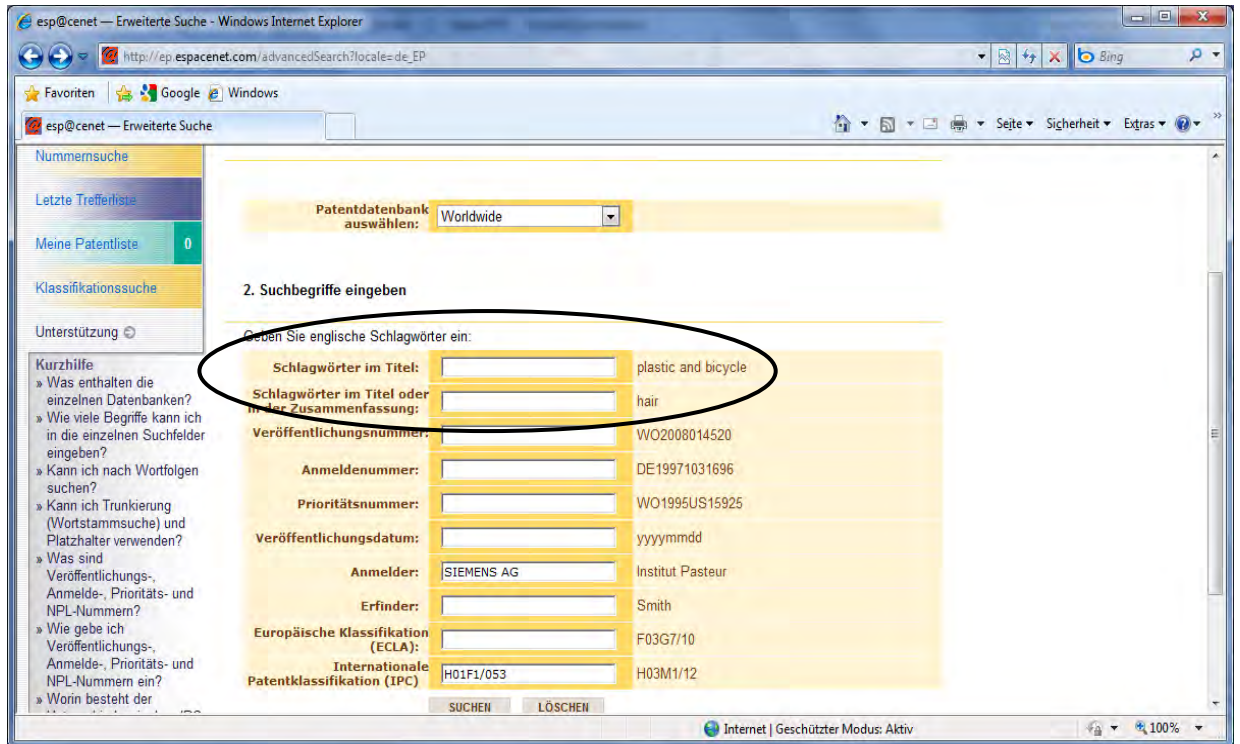 esp@cenet — Erweiterte Suche - Windows Internet Explorer
http://ep.espacenet.com/advancedSearch?locale=de_EP
Bing
Favoriten
Google
Windows
esp@cenet — Erweiterte Suche
Seite
Sicherheit
Extras
Nummernsuche
Letzte Trefferliste
Meine Patentliste 0
Klassifikationssuche
Unterstützung
Kurzhilfe
» Was enthalten die
einzelnen Datenbanken?
» Wie viele Begriffe kann ich
in die einzelnen Suchfelder
eingeben?
» Kann ich nach Wortfolgen
suchen?
» Kann ich Trunkierung
(Wortstammsuche) und
Platzhalter verwenden?
» Was sind
Veröffentlichungs-,
Anmelde-, Prioritäts- und
NPL-Nummern?
» Wie gebe ich
Veröffentlichungs-,
Anmelde-, Prioritäts- und
NPL-Nummern ein?
» Worin besteht der
Patentdatenbank
auswählen:
Worldwide
2. Suchbegriffe eingeben
Geben Sie englische Schlagwörter ein:
Schlagwörter im Titel: plastic and bicycle
Schlagwörter im Titel oder
in der Zusammenfassung: hair
Veröffentlichungsnummer: WO2008014520
Anmeldenummer: DE19971031696
Prioritätsnummer: WO1995US15925
Veröffentlichungsdatum: yyyymmdd
Anmelder: SIEMENS AG Institut Pasteur
Erfinder: Smith
Europäische Klassifikation
(ECLA): F03G7/10
Internationale
Patentklassifikation (IPC) H01F1/053 H03M1/12
SUCHEN LÖSCHEN
Internet | Geschützter Modus: Aktiv
100%